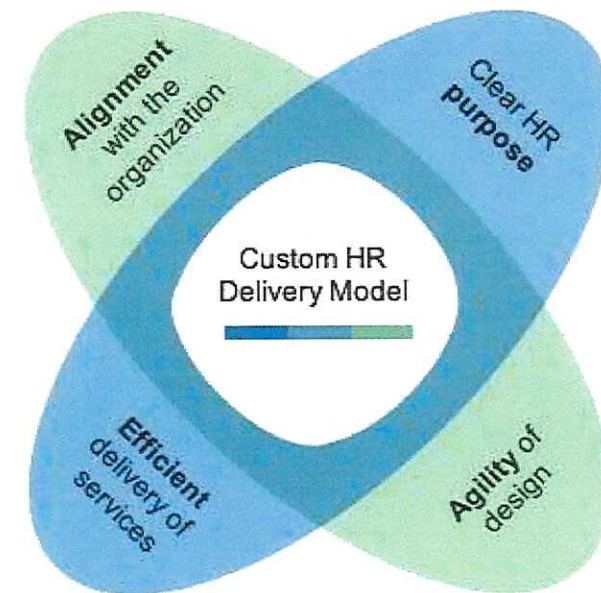 Alignment
with the
organization
Clear HR
purpose
Custom HR
Delivery Model
Efficient
delivery of
services
Agility of
design